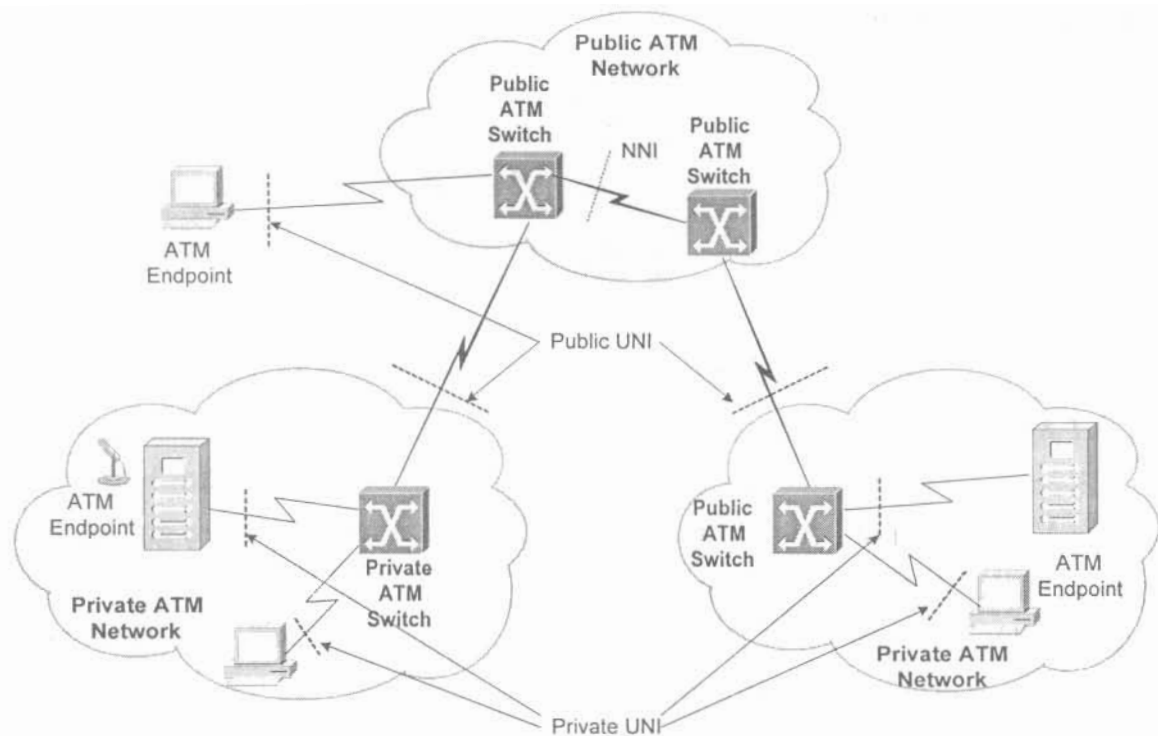 Public ATM
Network
Public
ATM
Switch
Public
ATM
Switch
NNI
ATM
Endpoint
Public UNI
ATM
Endpoint
Private
ATM
Switch
Private ATM
Network
Public
ATM
Switch
ATM
Endpoint
Private ATM
Network
Private UNI